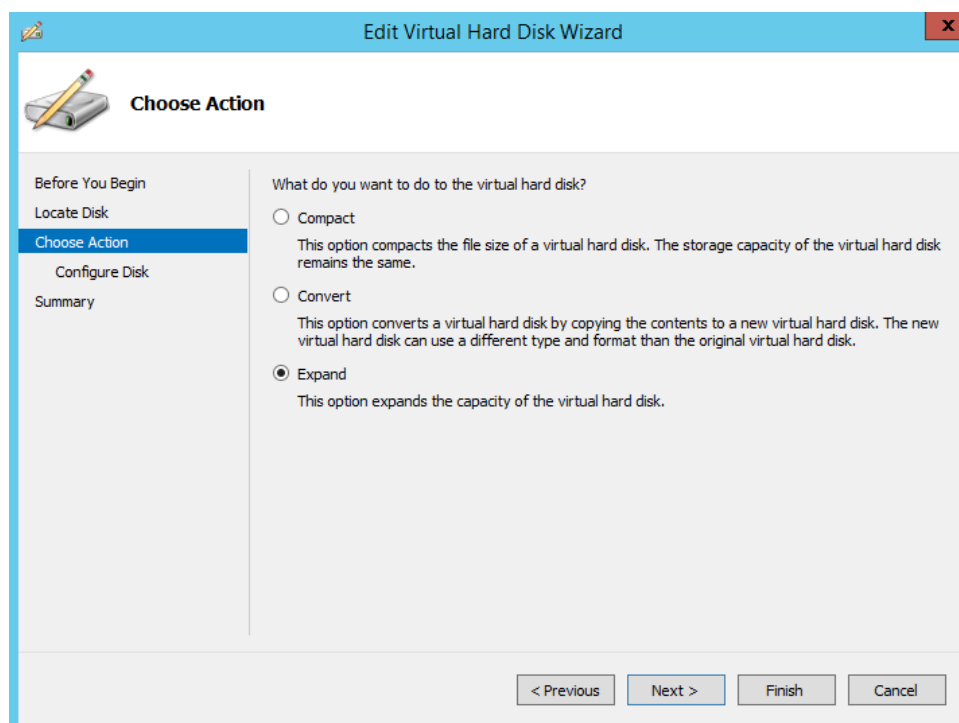 Edit Virtual Hard Disk Wizard
x
Choose Action
Before You Begin
Locate Disk
Choose Action
Configure Disk
Summary
What do you want to do to the virtual hard disk?
Compact
This option compacts the file size of a virtual hard disk. The storage capacity of the virtual hard disk
remains the same.
Convert
This option converts a virtual hard disk by copying the contents to a new virtual hard disk. The new
virtual hard disk can use a different type and format than the original virtual hard disk.
Expand
This option expands the capacity of the virtual hard disk.
< Previous
Next >
Finish
Cancel